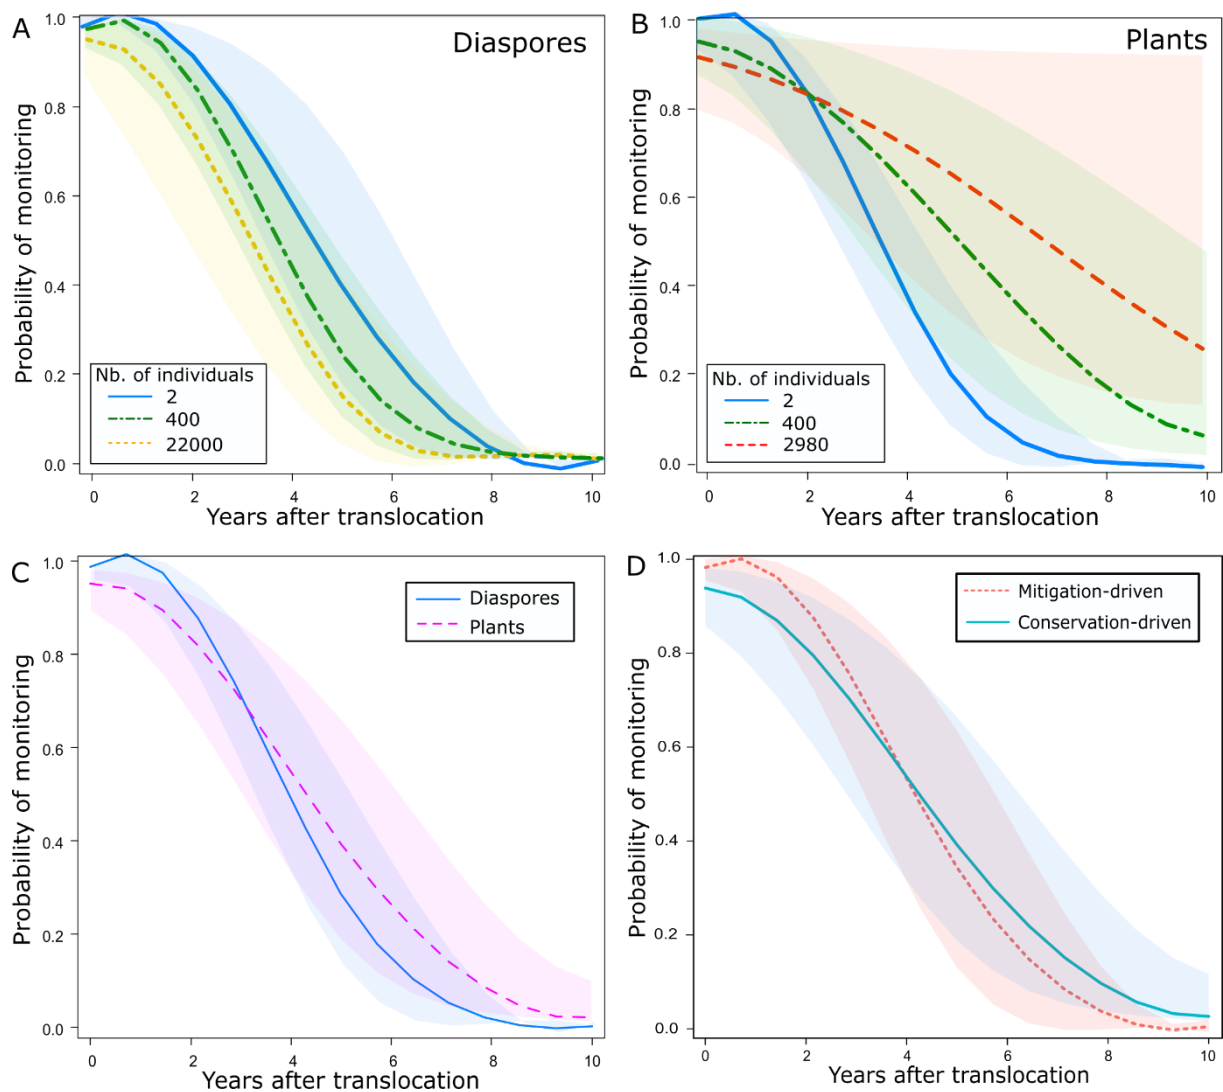 A
Diaspores
Probability of monitoring
1.0
0.8
0.6
0.4
0.2
0.0
Nb. of individuals
2
400
22000
0 2 4 6 8 10
Years after translocation
B
Plants
Probability of monitoring
1.0
0.8
0.6
0.4
0.2
0.0
Nb. of individuals
2
400
2980
0 2 4 6 8 10
Years after translocation
C
Probability of monitoring
1.0
0.8
0.6
0.4
0.2
0.0
Diaspores
Plants
0 2 4 6 8 10
Years after translocation
D
Probability of monitoring
1.0
0.8
0.6
0.4
0.2
0.0
Mitigation-driven
Conservation-driven
0 2 4 6 8 10
Years after translocation